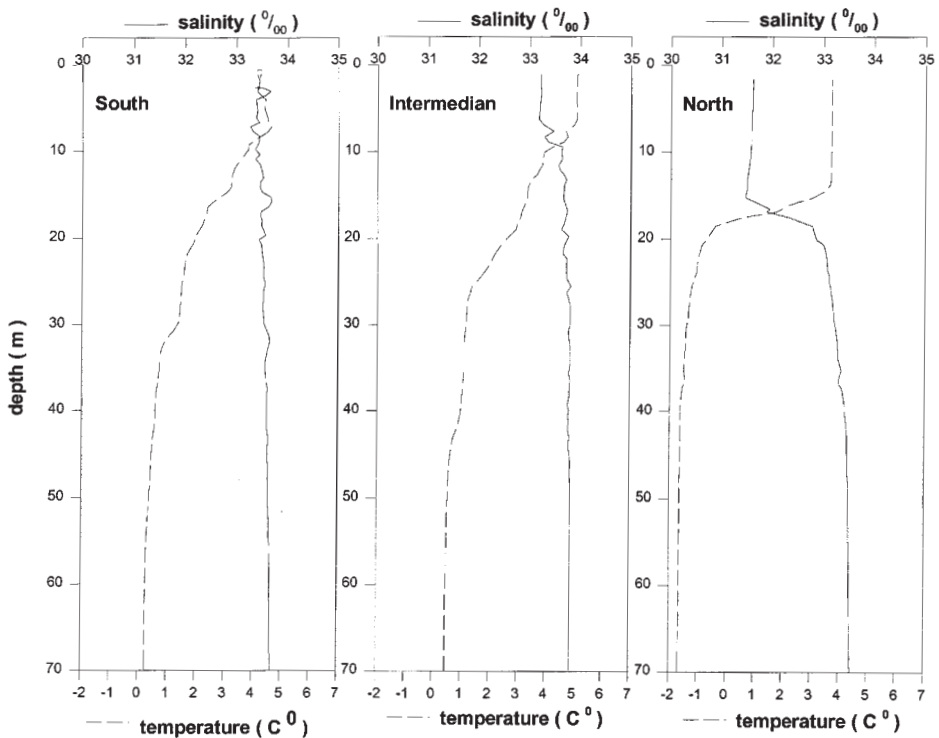 salinity ( 0/00 )
salinity ( 0/00 )
salinity ( 0/00 )
30 31 32 33 34 35
30 31 32 33 34 35
30 31 32 33 34 35
South
Intermedian
North
depth ( m )
0
10
20
30
40
50
60
70
0
10
20
30
40
50
60
70
0
10
20
30
40
50
60
70
-2 -1 0 1 2 3 4 5 6 7
-2 -1 0 1 2 3 4 5 6 7
-2 -1 0 1 2 3 4 5 6 7
temperature ( C 0 )
temperature ( C 0 )
temperature ( C 0 )